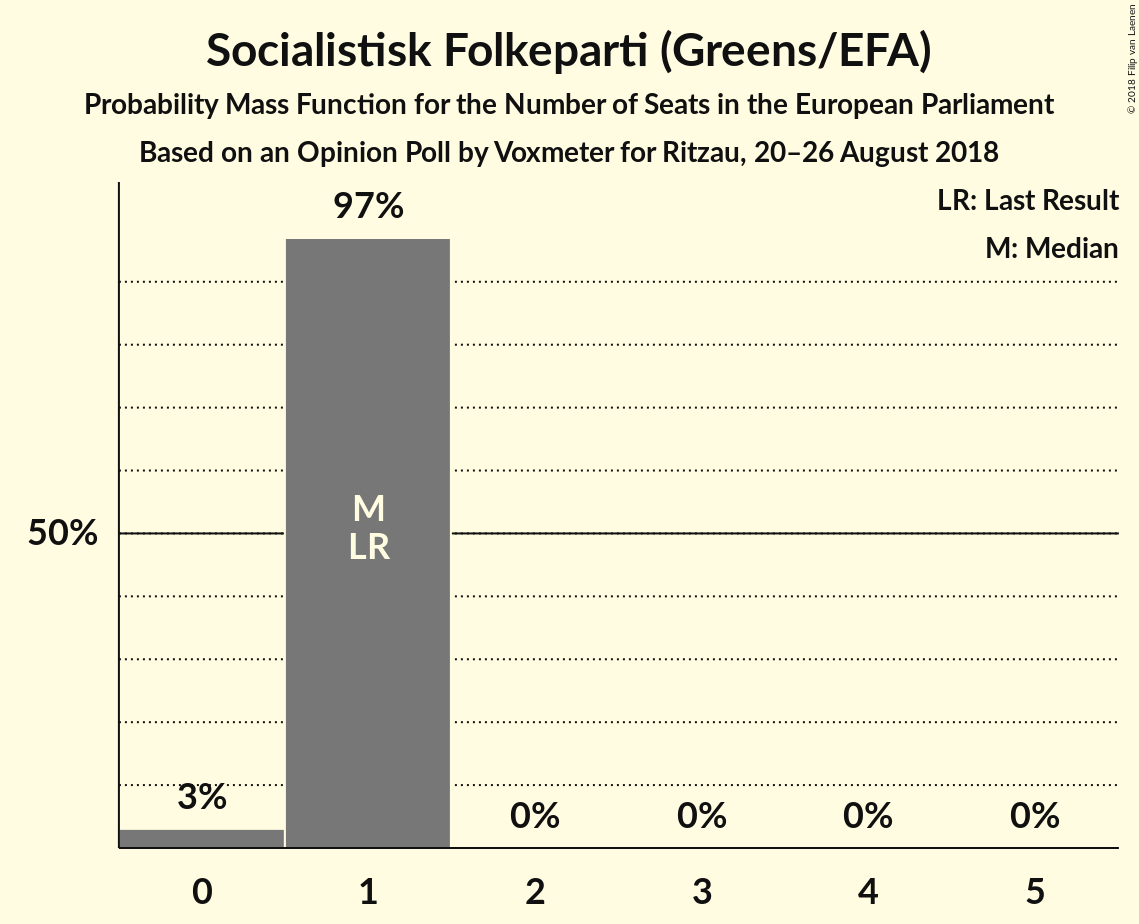 Socialistisk Folkeparti (Greens/EFA)
Probability Mass Function for the Number of Seats in the European Parliament
Based on an Opinion Poll by Voxmeter for Ritzau, 20–26 August 2018
© 2018 Filip van Laenen
LR: Last Result
M: Median
97%
M
LR
50%
3%
0%
0%
0%
0%
0
1
2
3
4
5